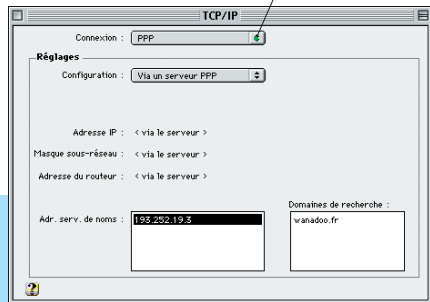 TCP/IP
Connexion : PPP
Réglages
Configuration : Via un serveur PPP
Adresse IP : < via le serveur >
Masque sous-réseau : < via le serveur >
Adresse du routeur : < via le serveur >
Domaines de recherche :
Adr. serv. de noms : 193.252.19.3 wanadoo.fr
?